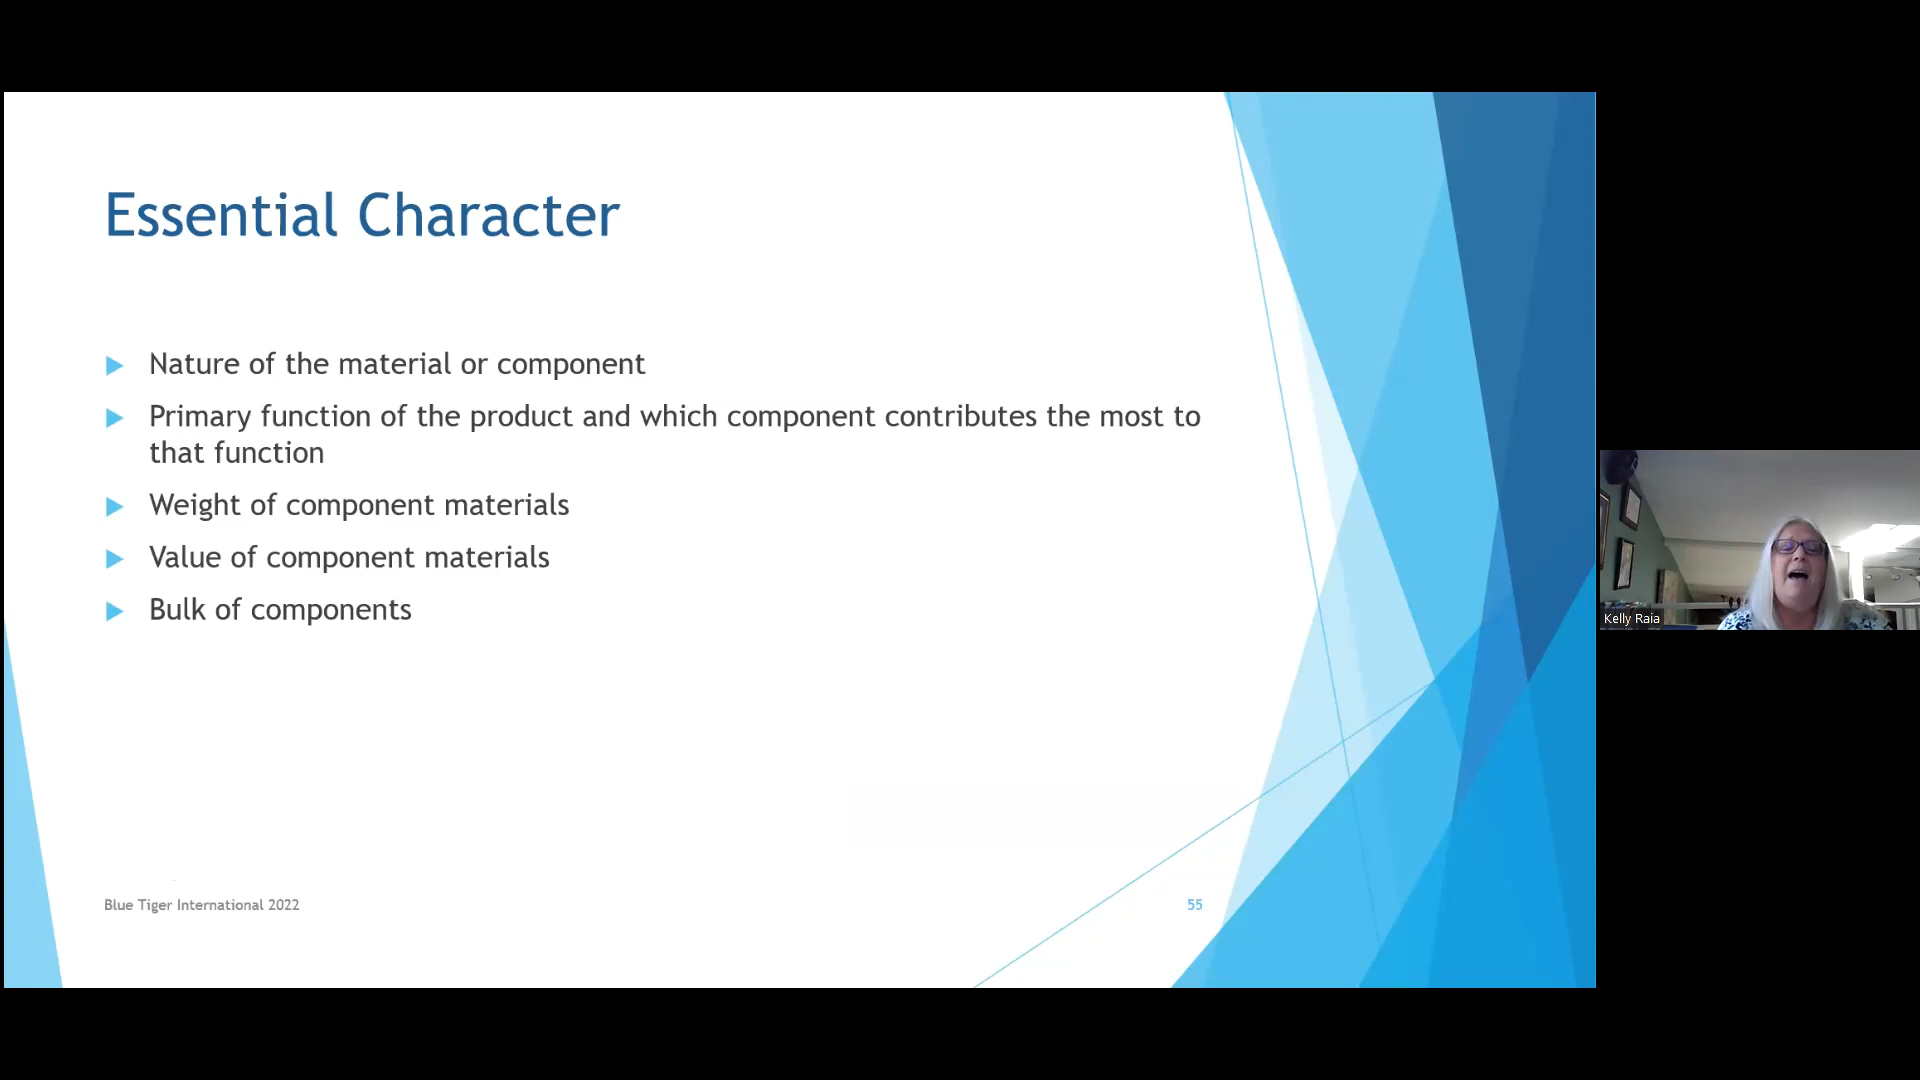 Essential Character
Nature of the material or component
Primary function of the product and which component contributes the most to
that function
Weight of component materials
Value of component materials
Bulk of components
Blue Tiger International 2022
55
Kelly Raia